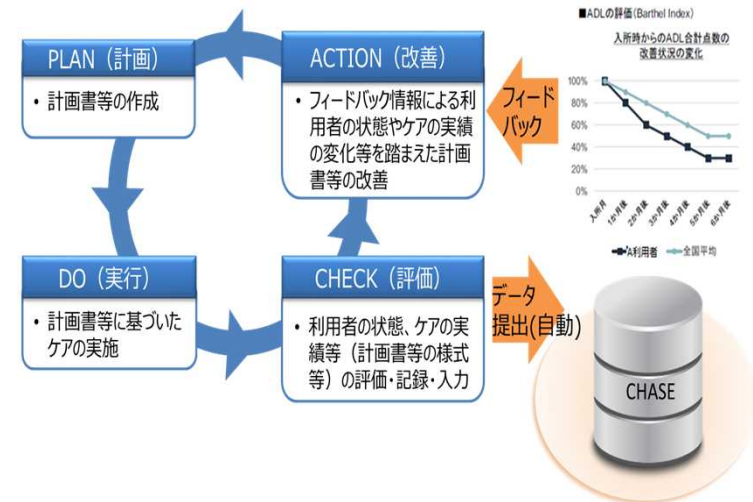 PLAN（計画）
・ 計画書等の作成
ACTION（改善）
・ フィードバック情報による利
用者の状態やケアの実績
の変化等を踏まえた計画
書等の改善
フィード
バック
■ADLの評価（Barthel Index）
入所時からのADL合計点数の
改善状況の変化
100%
80%
60%
40%
20%
0%
入所月
1か月後
2か月後
3か月後
4か月後
5か月後
6か月後
A利用者
全国平均
DO（実行）
・ 計画書等に基づいた
ケアの実施
CHECK（評価）
・ 利用者の状態、ケアの実
績等（計画書等の様式
等）の評価・記録・入力
データ
提出(自動)
CHASE